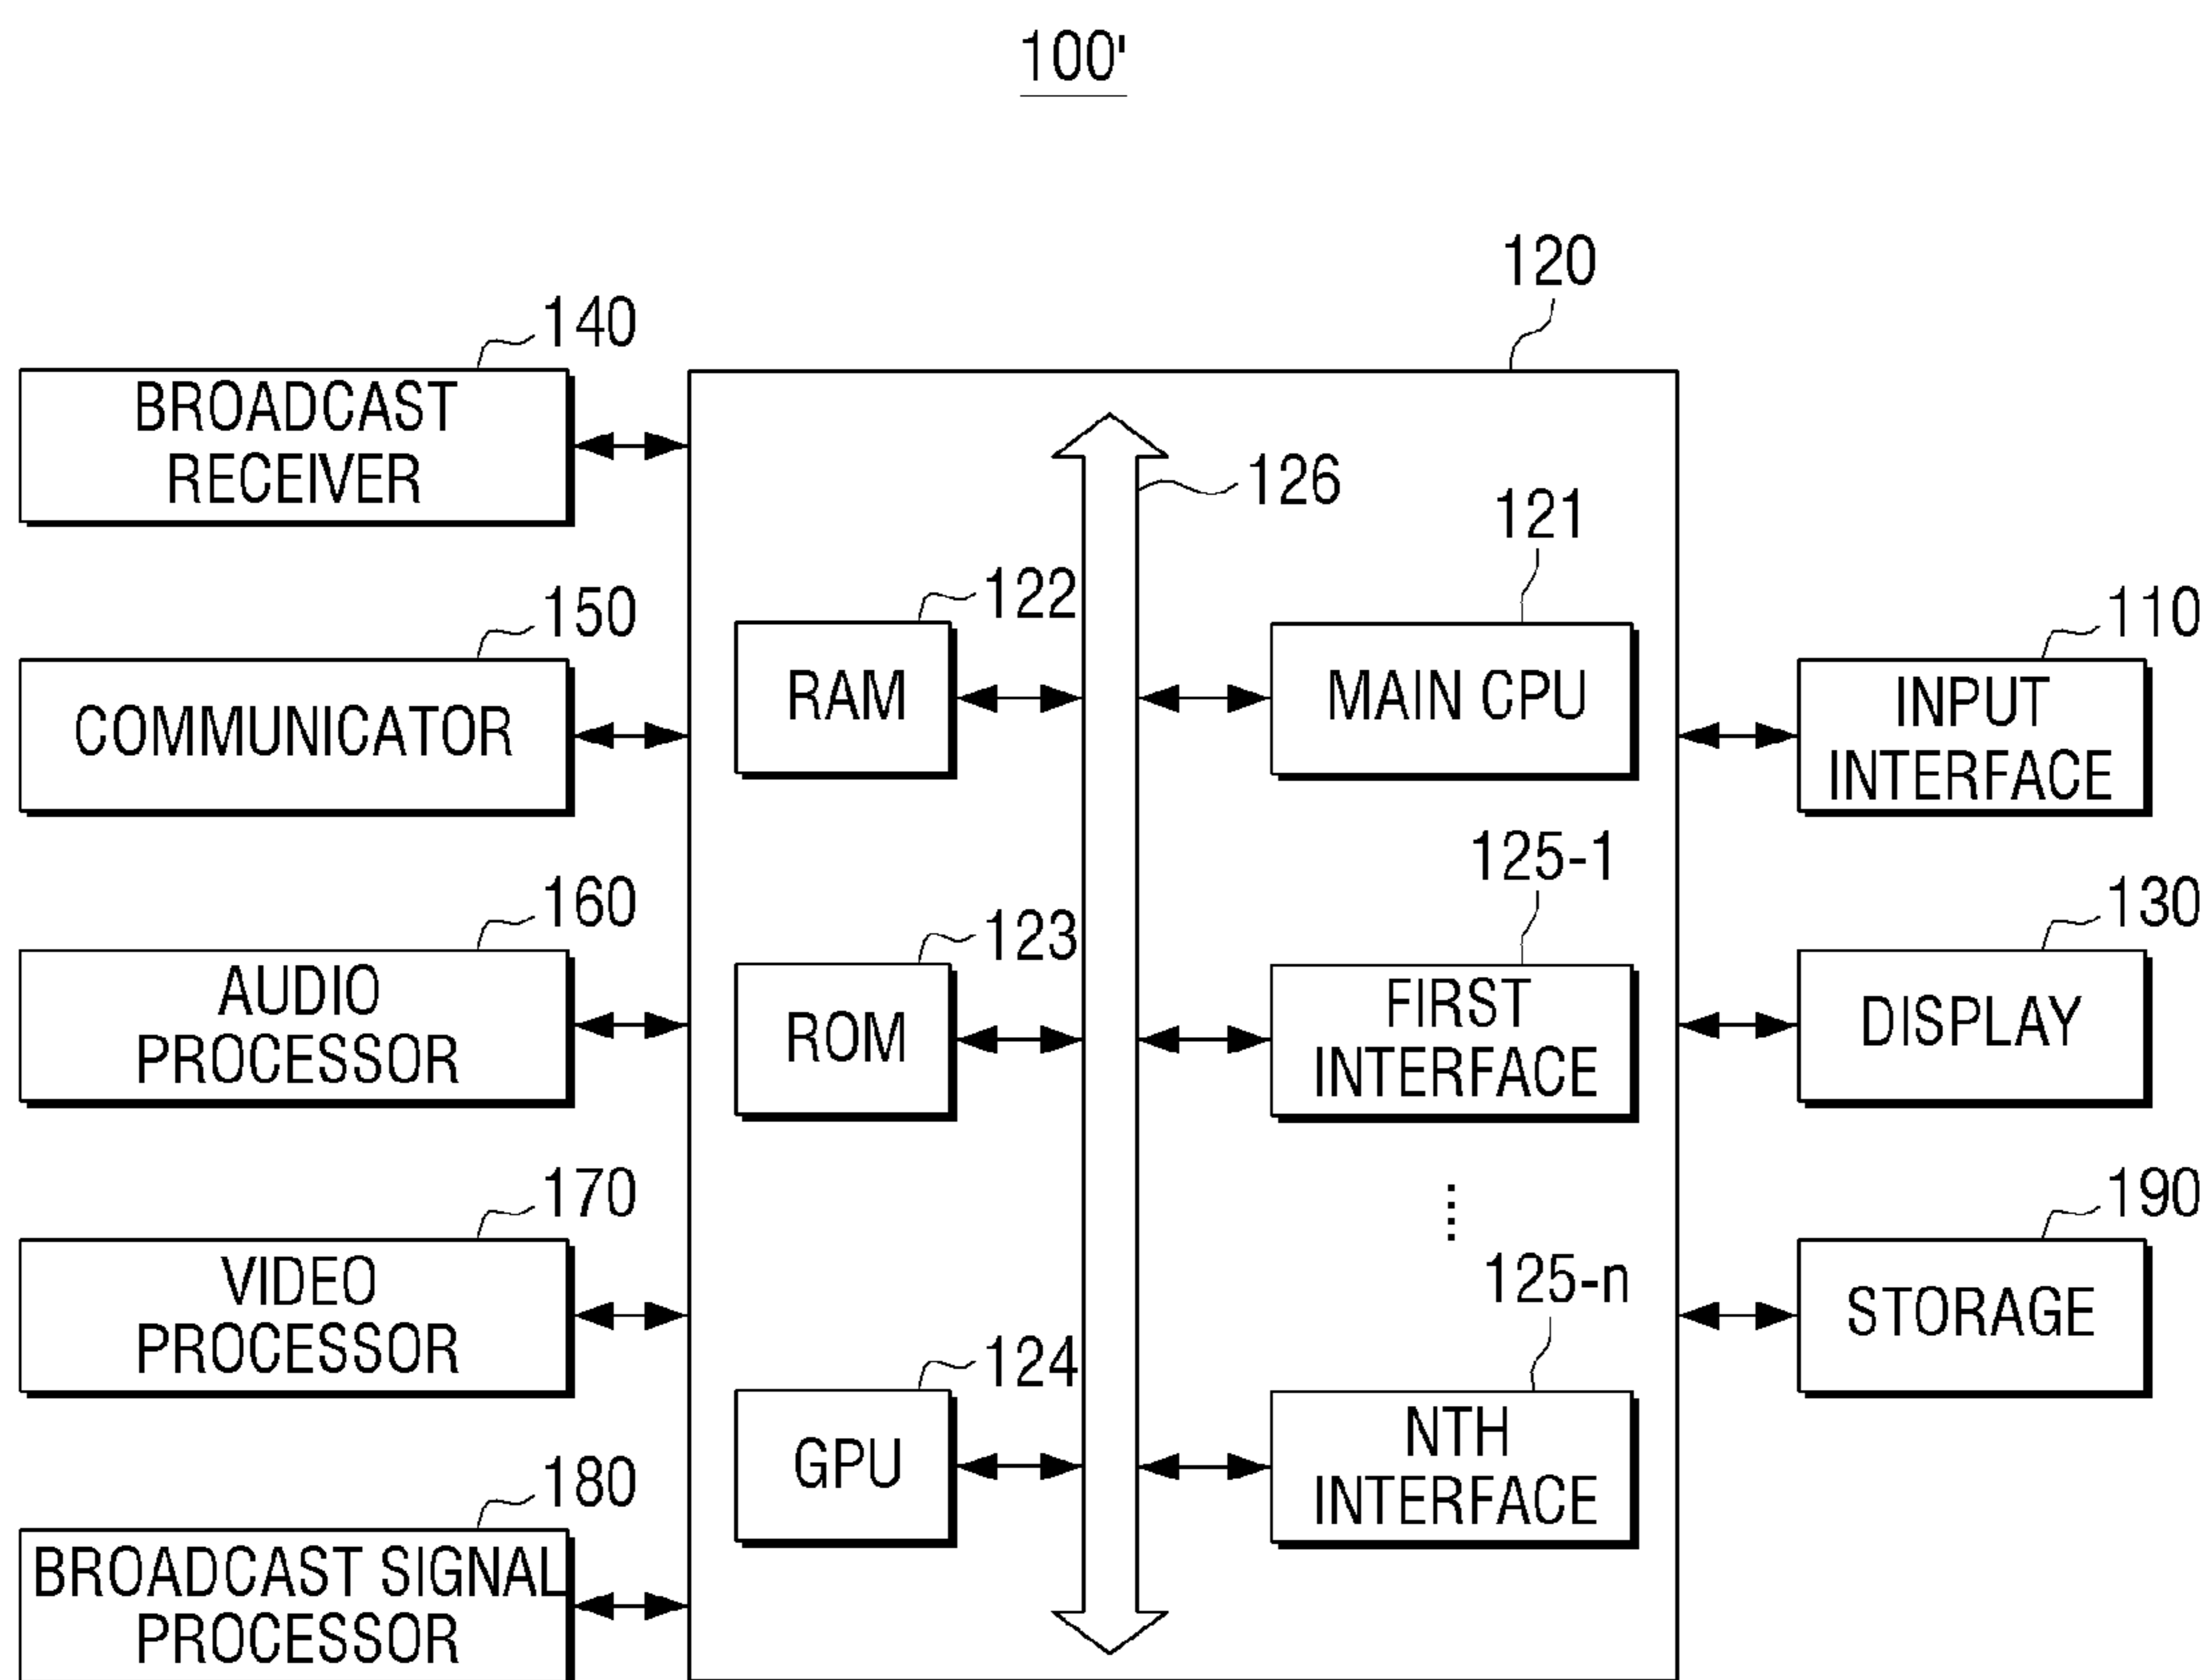 100'
120
140
BROADCAST
RECEIVER
126
121
122
150
110
COMMUNICATOR
RAM
MAIN CPU
INPUT
INTERFACE
125-1
160
123
130
AUDIO
PROCESSOR
ROM
FIRST
INTERFACE
DISPLAY
170
190
125-n
VIDEO
PROCESSOR
STORAGE
124
180
GPU
NTH
INTERFACE
BROADCAST SIGNAL
PROCESSOR